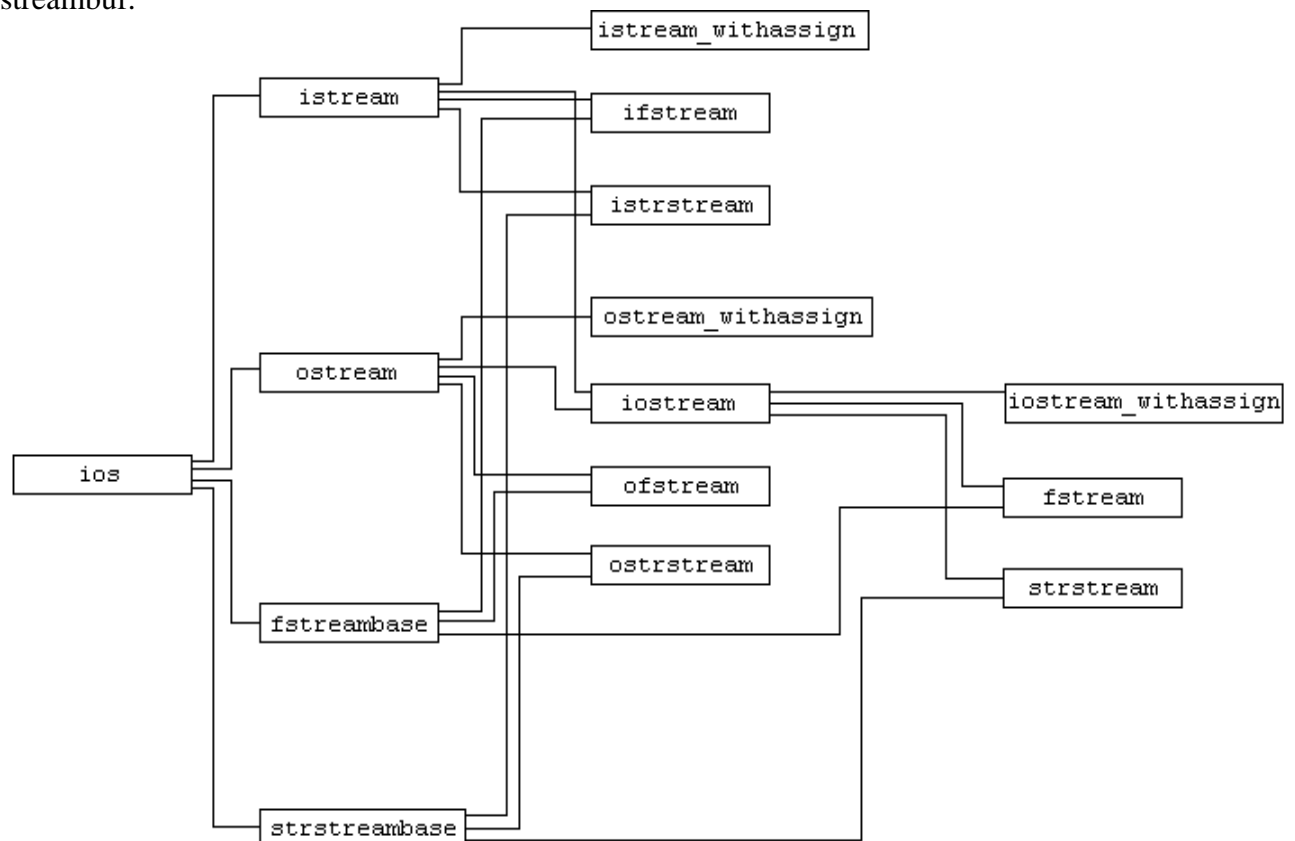 streambuf.
istream_withassign
istream
ifstream
istrstream
ostream_withassign
ostream
iostream
iostream_withassign
ios
ofstream
fstream
ostrstream
strstream
fstreambase
strstreambase